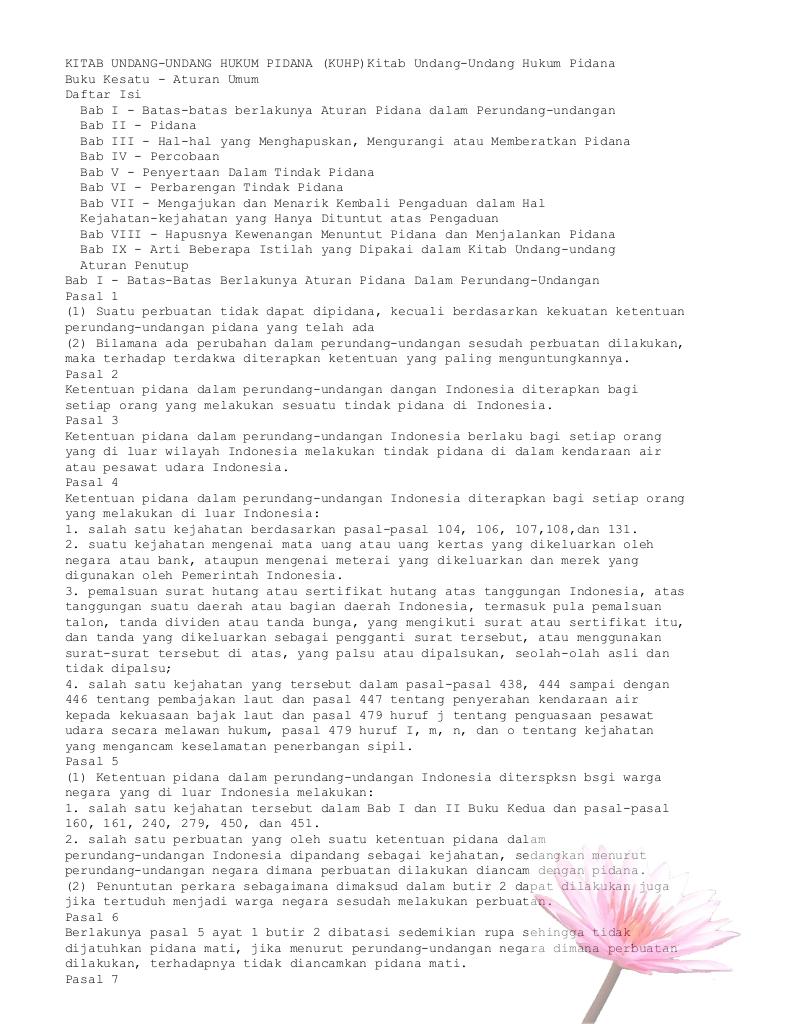 KITAB UNDANG-UNDANG HUKUM PIDANA (KUHP)Kitab Undang-Undang Hukum Pidana
Buku Kesatu - Aturan Umum
Daftar Isi
Bab I - Batas-batas berlakunya Aturan Pidana dalam Perundang-undangan
Bab II - Pidana
Bab III - Hal-hal yang Menghapuskan, Mengurangi atau Memberatkan Pidana
Bab IV - Percobaan
Bab V - Penyertaan Dalam Tindak Pidana
Bab VI - Perbarengan Tindak Pidana
Bab VII - Mengajukan dan Menarik Kembali Pengaduan dalam Hal
Kejahatan-kejahatan yang Hanya Dituntut atas Pengaduan
Bab VIII - Hapusnya Kewenangan Menuntut Pidana dan Menjalankan Pidana
Bab IX - Arti Beberapa Istilah yang Dipakai dalam Kitab Undang-undang
Aturan Penutup
Bab I - Batas-Batas Berlakunya Aturan Pidana Dalam Perundang-Undangan
Pasal 1
(1) Suatu perbuatan tidak dapat dipidana, kecuali berdasarkan kekuatan ketentuan
perundang-undangan pidana yang telah ada
(2) Bilamana ada perubahan dalam perundang-undangan sesudah perbuatan dilakukan,
maka terhadap terdakwa diterapkan ketentuan yang paling menguntungkannya.
Pasal 2
Ketentuan pidana dalam perundang-undangan dangan Indonesia diterapkan bagi
setiap orang yang melakukan sesuatu tindak pidana di Indonesia.
Pasal 3
Ketentuan pidana dalam perundang-undangan Indonesia berlaku bagi setiap orang
yang di luar wilayah Indonesia melakukan tindak pidana di dalam kendaraan air
atau pesawat udara Indonesia.
Pasal 4
Ketentuan pidana dalam perundang-undangan Indonesia diterapkan bagi setiap orang
yang melakukan di luar Indonesia:
1. salah satu kejahatan berdasarkan pasal-pasal 104, 106, 107,108,dan 131.
2. suatu kejahatan mengenai mata uang atau uang kertas yang dikeluarkan oleh
negara atau bank, ataupun mengenai meterai yang dikeluarkan dan merek yang
digunakan oleh Pemerintah Indonesia.
3. pemalsuan surat hutang atau sertifikat hutang atas tanggungan Indonesia, atas
tanggungan suatu daerah atau bagian daerah Indonesia, termasuk pula pemalsuan
talon, tanda dividen atau tanda bunga, yang mengikuti surat atau sertifikat itu,
dan tanda yang dikeluarkan sebagai pengganti surat tersebut, atau menggunakan
surat-surat tersebut di atas, yang palsu atau dipalsukan, seolah-olah asli dan
tidak dipalsu;
4. salah satu kejahatan yang tersebut dalam pasal-pasal 438, 444 sampai dengan
446 tentang pembajakan laut dan pasal 447 tentang penyerahan kendaraan air
kepada kekuasaan bajak laut dan pasal 479 huruf j tentang penguasaan pesawat
udara secara melawan hukum, pasal 479 huruf I, m, n, dan o tentang kejahatan
yang mengancam keselamatan penerbangan sipil.
Pasal 5
(1) Ketentuan pidana dalam perundang-undangan Indonesia diterspksn bsgi warga
negara yang di luar Indonesia melakukan:
1. salah satu kejahatan tersebut dalam Bab I dan II Buku Kedua dan pasal-pasal
160, 161, 240, 279, 450, dan 451.
2. salah satu perbuatan yang oleh suatu ketentuan pidana dalam
perundang-undangan Indonesia dipandang sebagai kejahatan, sedangkan menurut
perundang-undangan negara dimana perbuatan dilakukan diancam dengan pidana.
(2) Penuntutan perkara sebagaimana dimaksud dalam butir 2 dapat dilakukan juga
jika tertuduh menjadi warga negara sesudah melakukan perbuatan.
Pasal 6
Berlakunya pasal 5 ayat 1 butir 2 dibatasi sedemikian rupa sehingga tidak
dijatuhkan pidana mati, jika menurut perundang-undangan negara dimana perbuatan
dilakukan, terhadapnya tidak diancamkan pidana mati.
Pasal 7